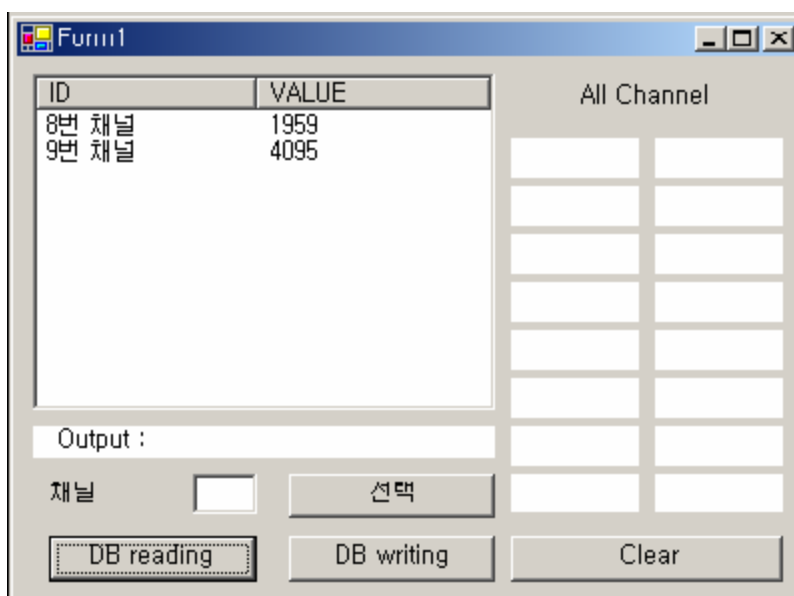 Form1
ID VALUE
8번 채널 1959
9번 채널 4095
All Channel
Output :
채널
선택
DB reading
DB writing
Clear